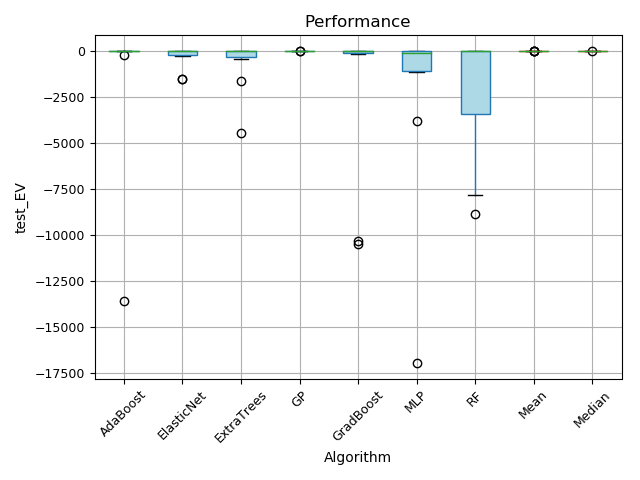 Performance
test_EV
0
−2500
−5000
−7500
−10000
−12500
−15000
−17500
AdaBoost
ElasticNet
ExtraTrees
GP
GradBoost
MLP
RF
Mean
Median
Algorithm